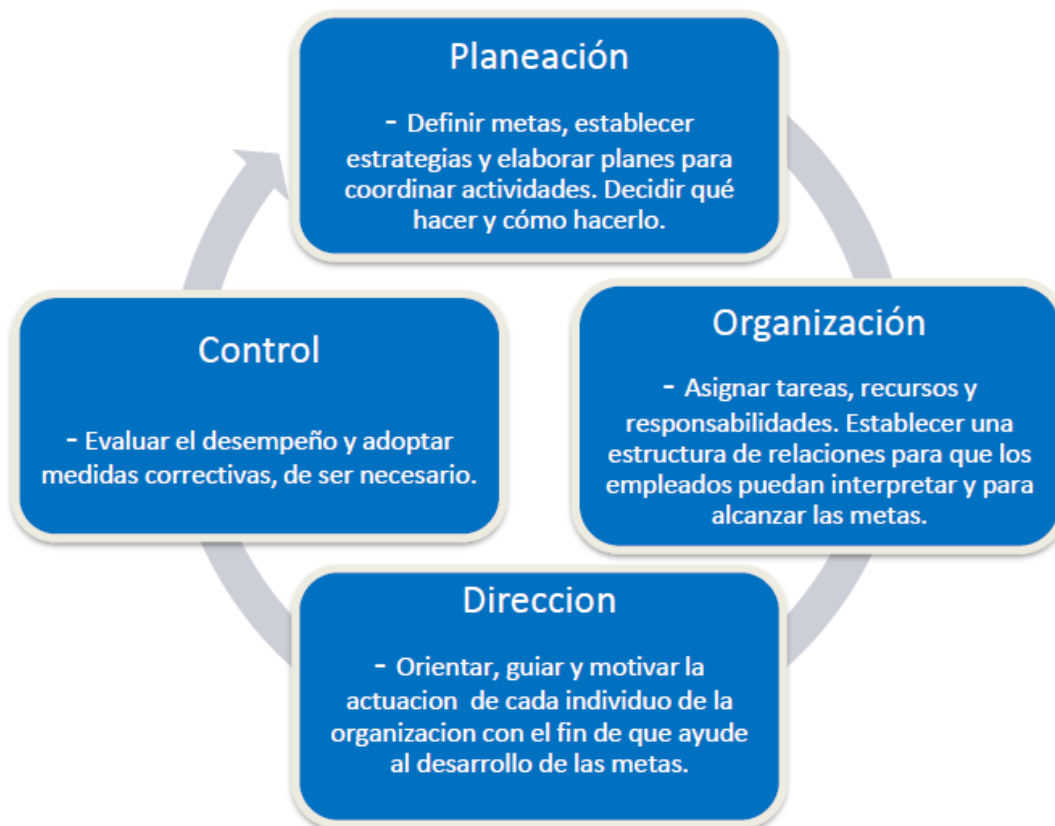 Planeación
- Definir metas, establecer
estrategias y elaborar planes para
coordinar actividades. Decidir qué
hacer y cómo hacerlo.
Organización
- Asignar tareas, recursos y
responsabilidades. Establecer una
estructura de relaciones para que los
empleados puedan interpretar y para
alcanzar las metas.
Direccion
- Orientar, guiar y motivar la
actuacion de cada individuo de la
organizacion con el fin de que ayude
al desarrollo de las metas.
Control
- Evaluar el desempeño y adoptar
medidas correctivas, de ser necesario.